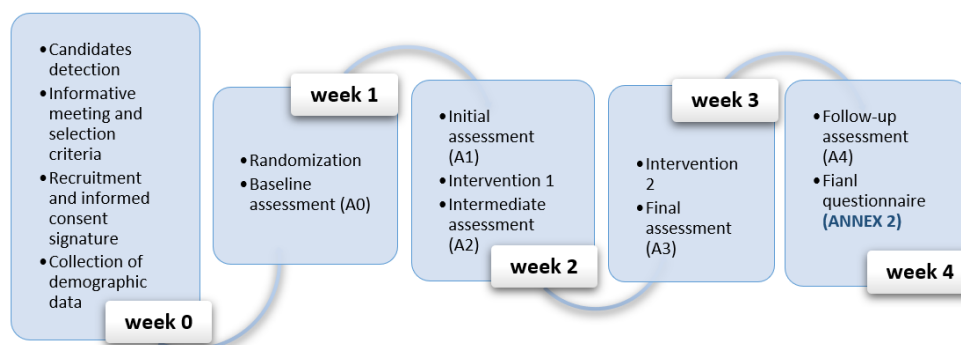 •Candidates
detection
•Informative
meeting and
selection
criteria
•Recruitment
and informed
consent
signature
•Collection of
demographic
data
week 0
week 1
•Randomization
•Baseline
assessment (A0)
•Initial
assessment
(A1)
•Intervention 1
•Intermediate
assessment
(A2)
week 2
week 3
•Intervention
2
•Final
assessment
(A3)
•Follow-up
assessment
(A4)
•Fianl
questionnaire
(ANNEX 2)
week 4